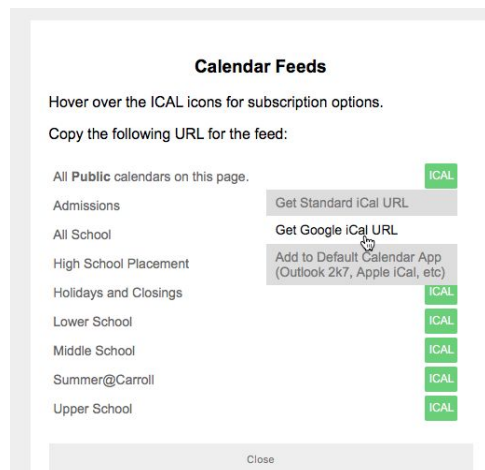 Calendar Feeds
Hover over the ICAL icons for subscription options.
Copy the following URL for the feed:
All Public calendars on this page. ICAL
Admissions Get Standard iCal URL
All School Get Google iCal URL
High School Placement Add to Default Calendar App
(Outlook 2k7, Apple iCal, etc)
Holidays and Closings ICAL
Lower School ICAL
Middle School ICAL
Summer@Carroll ICAL
Upper School ICAL
Close